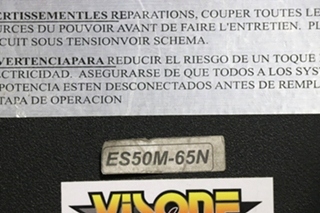 VERTISSEMENTLES REPARATIONS, COUPER TOUTES LE
URCES DU POUVOIR AVANT DE FAIRE L'ENTRETIEN. PL
CUIT SOUS TENSIONVOIR SCHEMA.
VERTENCIAPARA REDUCIR EL RIESGO DE UN TOQUE
ECTRICIDAD. ASEGURARSE DE QUE TODOS A LOS SYS
POTENCIA ESTEN DESCONECTADOS ANTES DE REMPL
TAPA DE OPERACION
ES50M-65N
VISONE